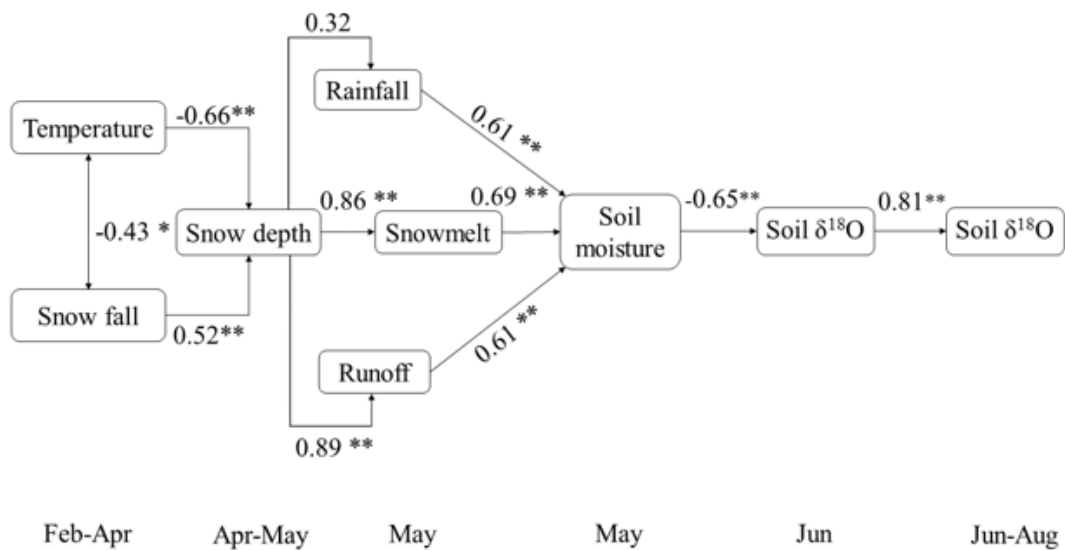 0.32
Rainfall
Temperature
-0.66**
0.61 **
-0.43 *
Snow depth
0.86 **
Snowmelt
0.69 **
Soil
moisture
-0.65**
Soil δ¹⁸O
0.81**
Soil δ¹⁸O
Snow fall
0.52**
Runoff
0.61 **
0.89 **
Feb-Apr Apr-May May May Jun Jun-Aug